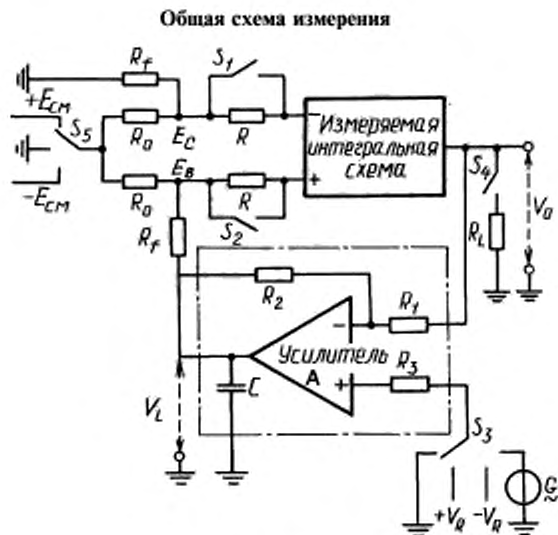 Общая схема измерения
R_f
S_1
+E_см
S_5
R_0
E_C
R
−
Измеряемая
интегральная
схема
S_4
−E_см
R_0
E_B
R
+
V_0
S_2
R_L
R_f
R_2
−
R_1
Усилитель
A
R_3
+
V_L
C
S_3
G
~
+V_R
−V_R